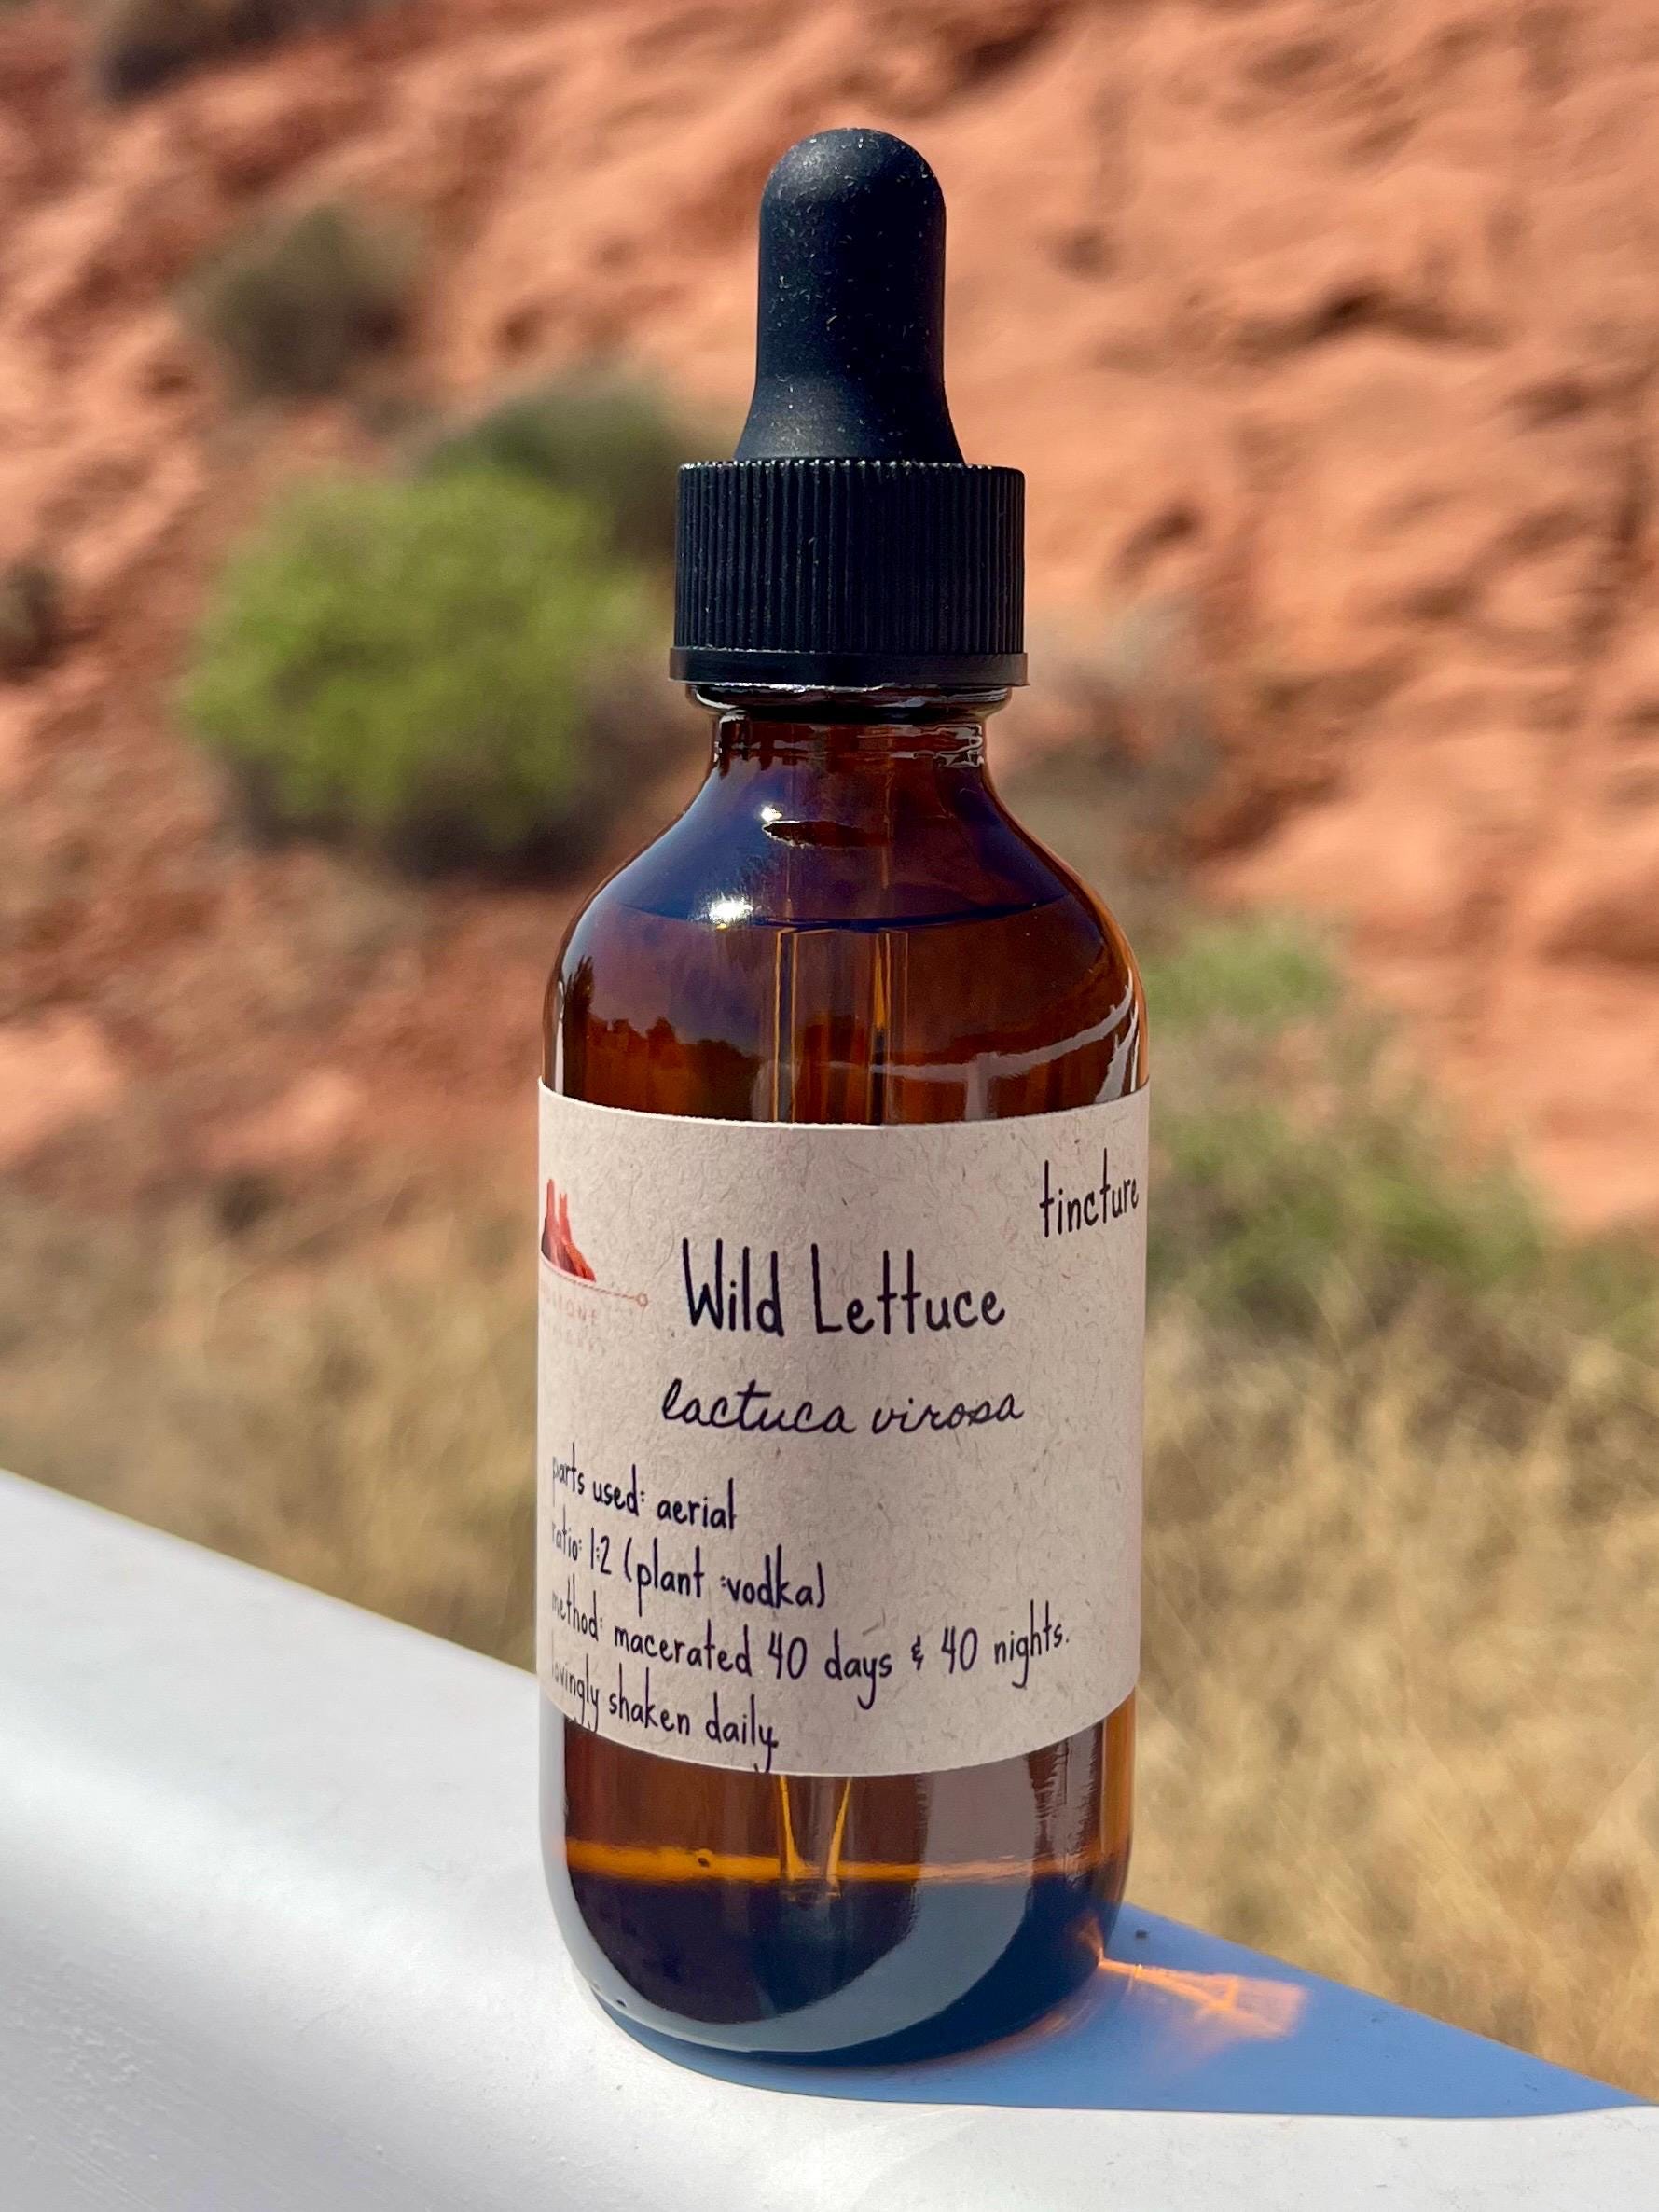 tincture
Wild Lettuce
lactuca virosa
parts used: aerial
ratio: 1:2 (plant :vodka)
method: macerated 40 days & 40 nights.
lovingly shaken daily.